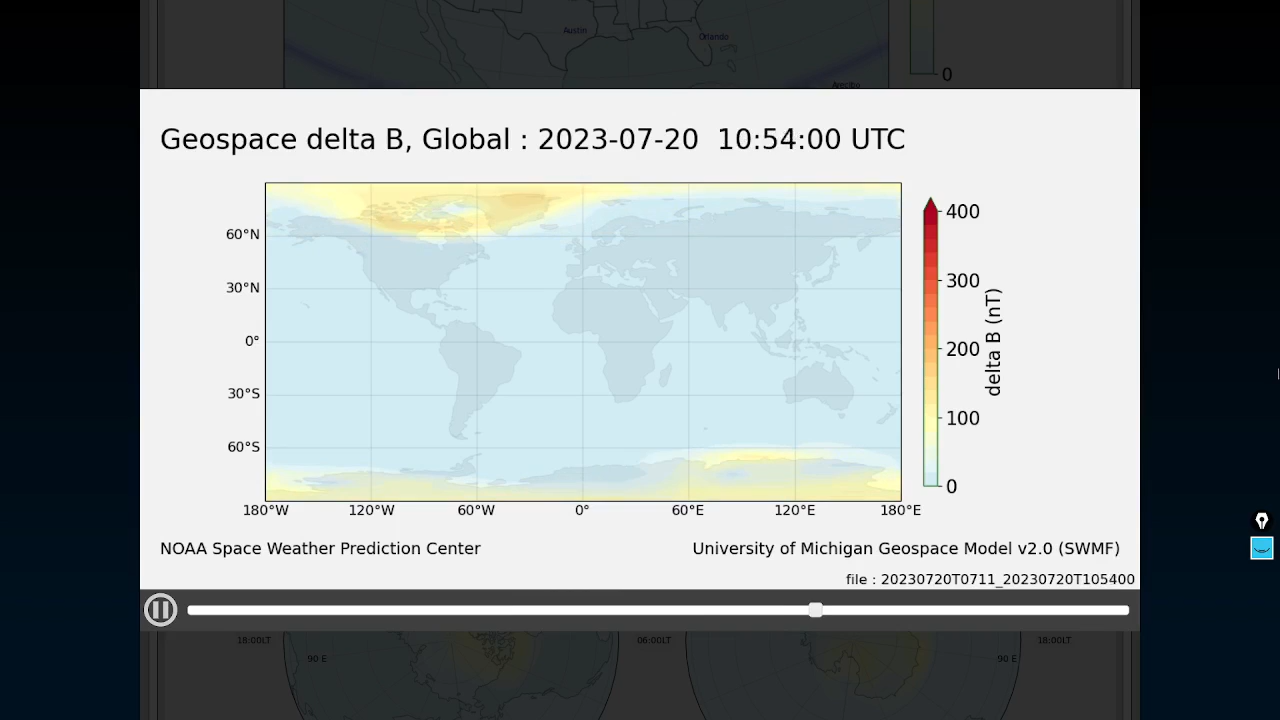 Austin
Orlando
0
Geospace delta B, Global : 2023-07-20 10:54:00 UTC
60°N
30°N
0°
30°S
60°S
180°W 120°W 60°W 0° 60°E 120°E 180°E
400
300
200
100
0
delta B (nT)
NOAA Space Weather Prediction Center
University of Michigan Geospace Model v2.0 (SWMF)
file : 20230720T0711_20230720T105400
18:00LT 06:00LT 18:00LT
90 E 90 E